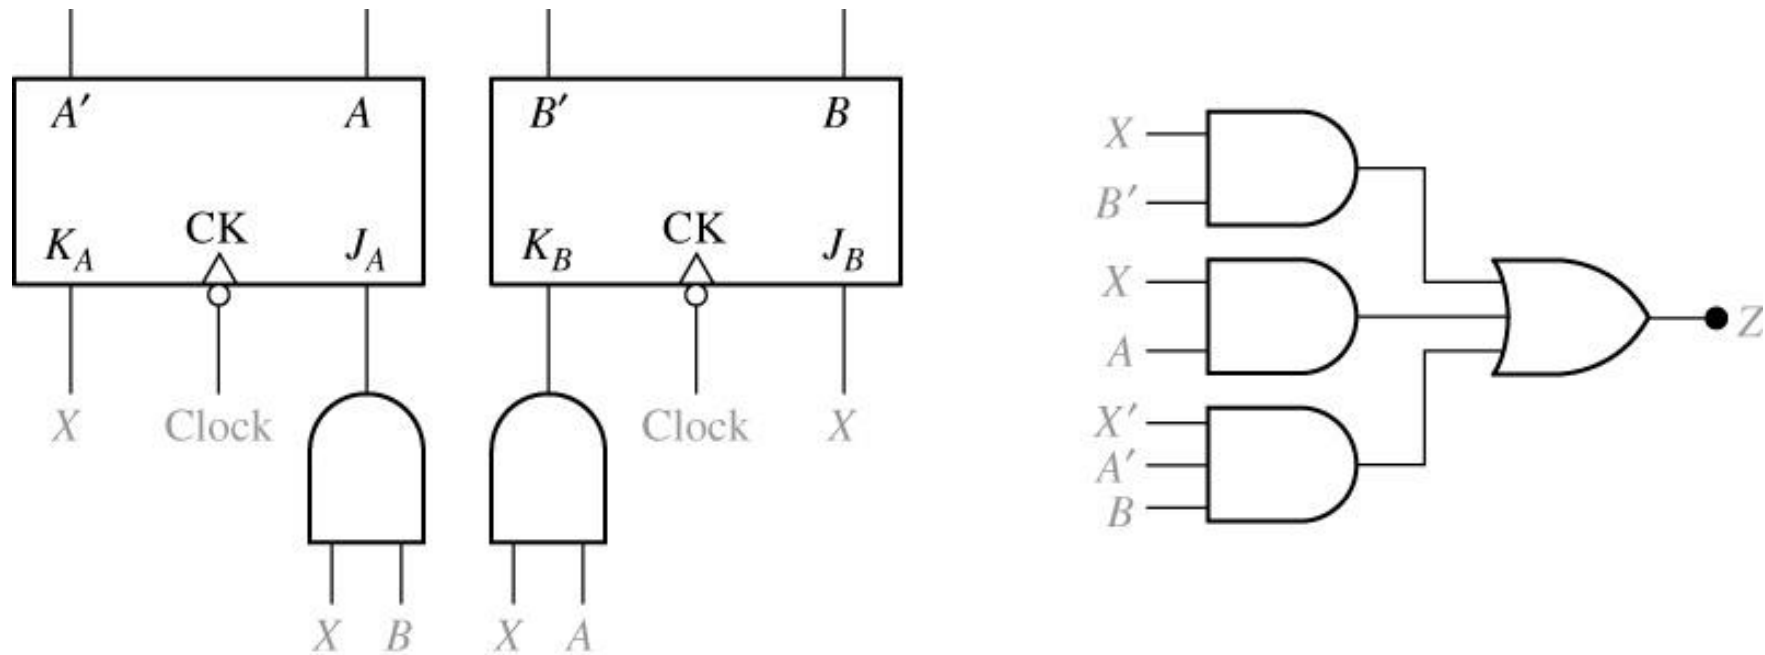 A′ A B′ B
X
B′
K_A CK J_A K_B CK J_B
X
A
Z
X Clock Clock X
X′
A′
B
X B X A